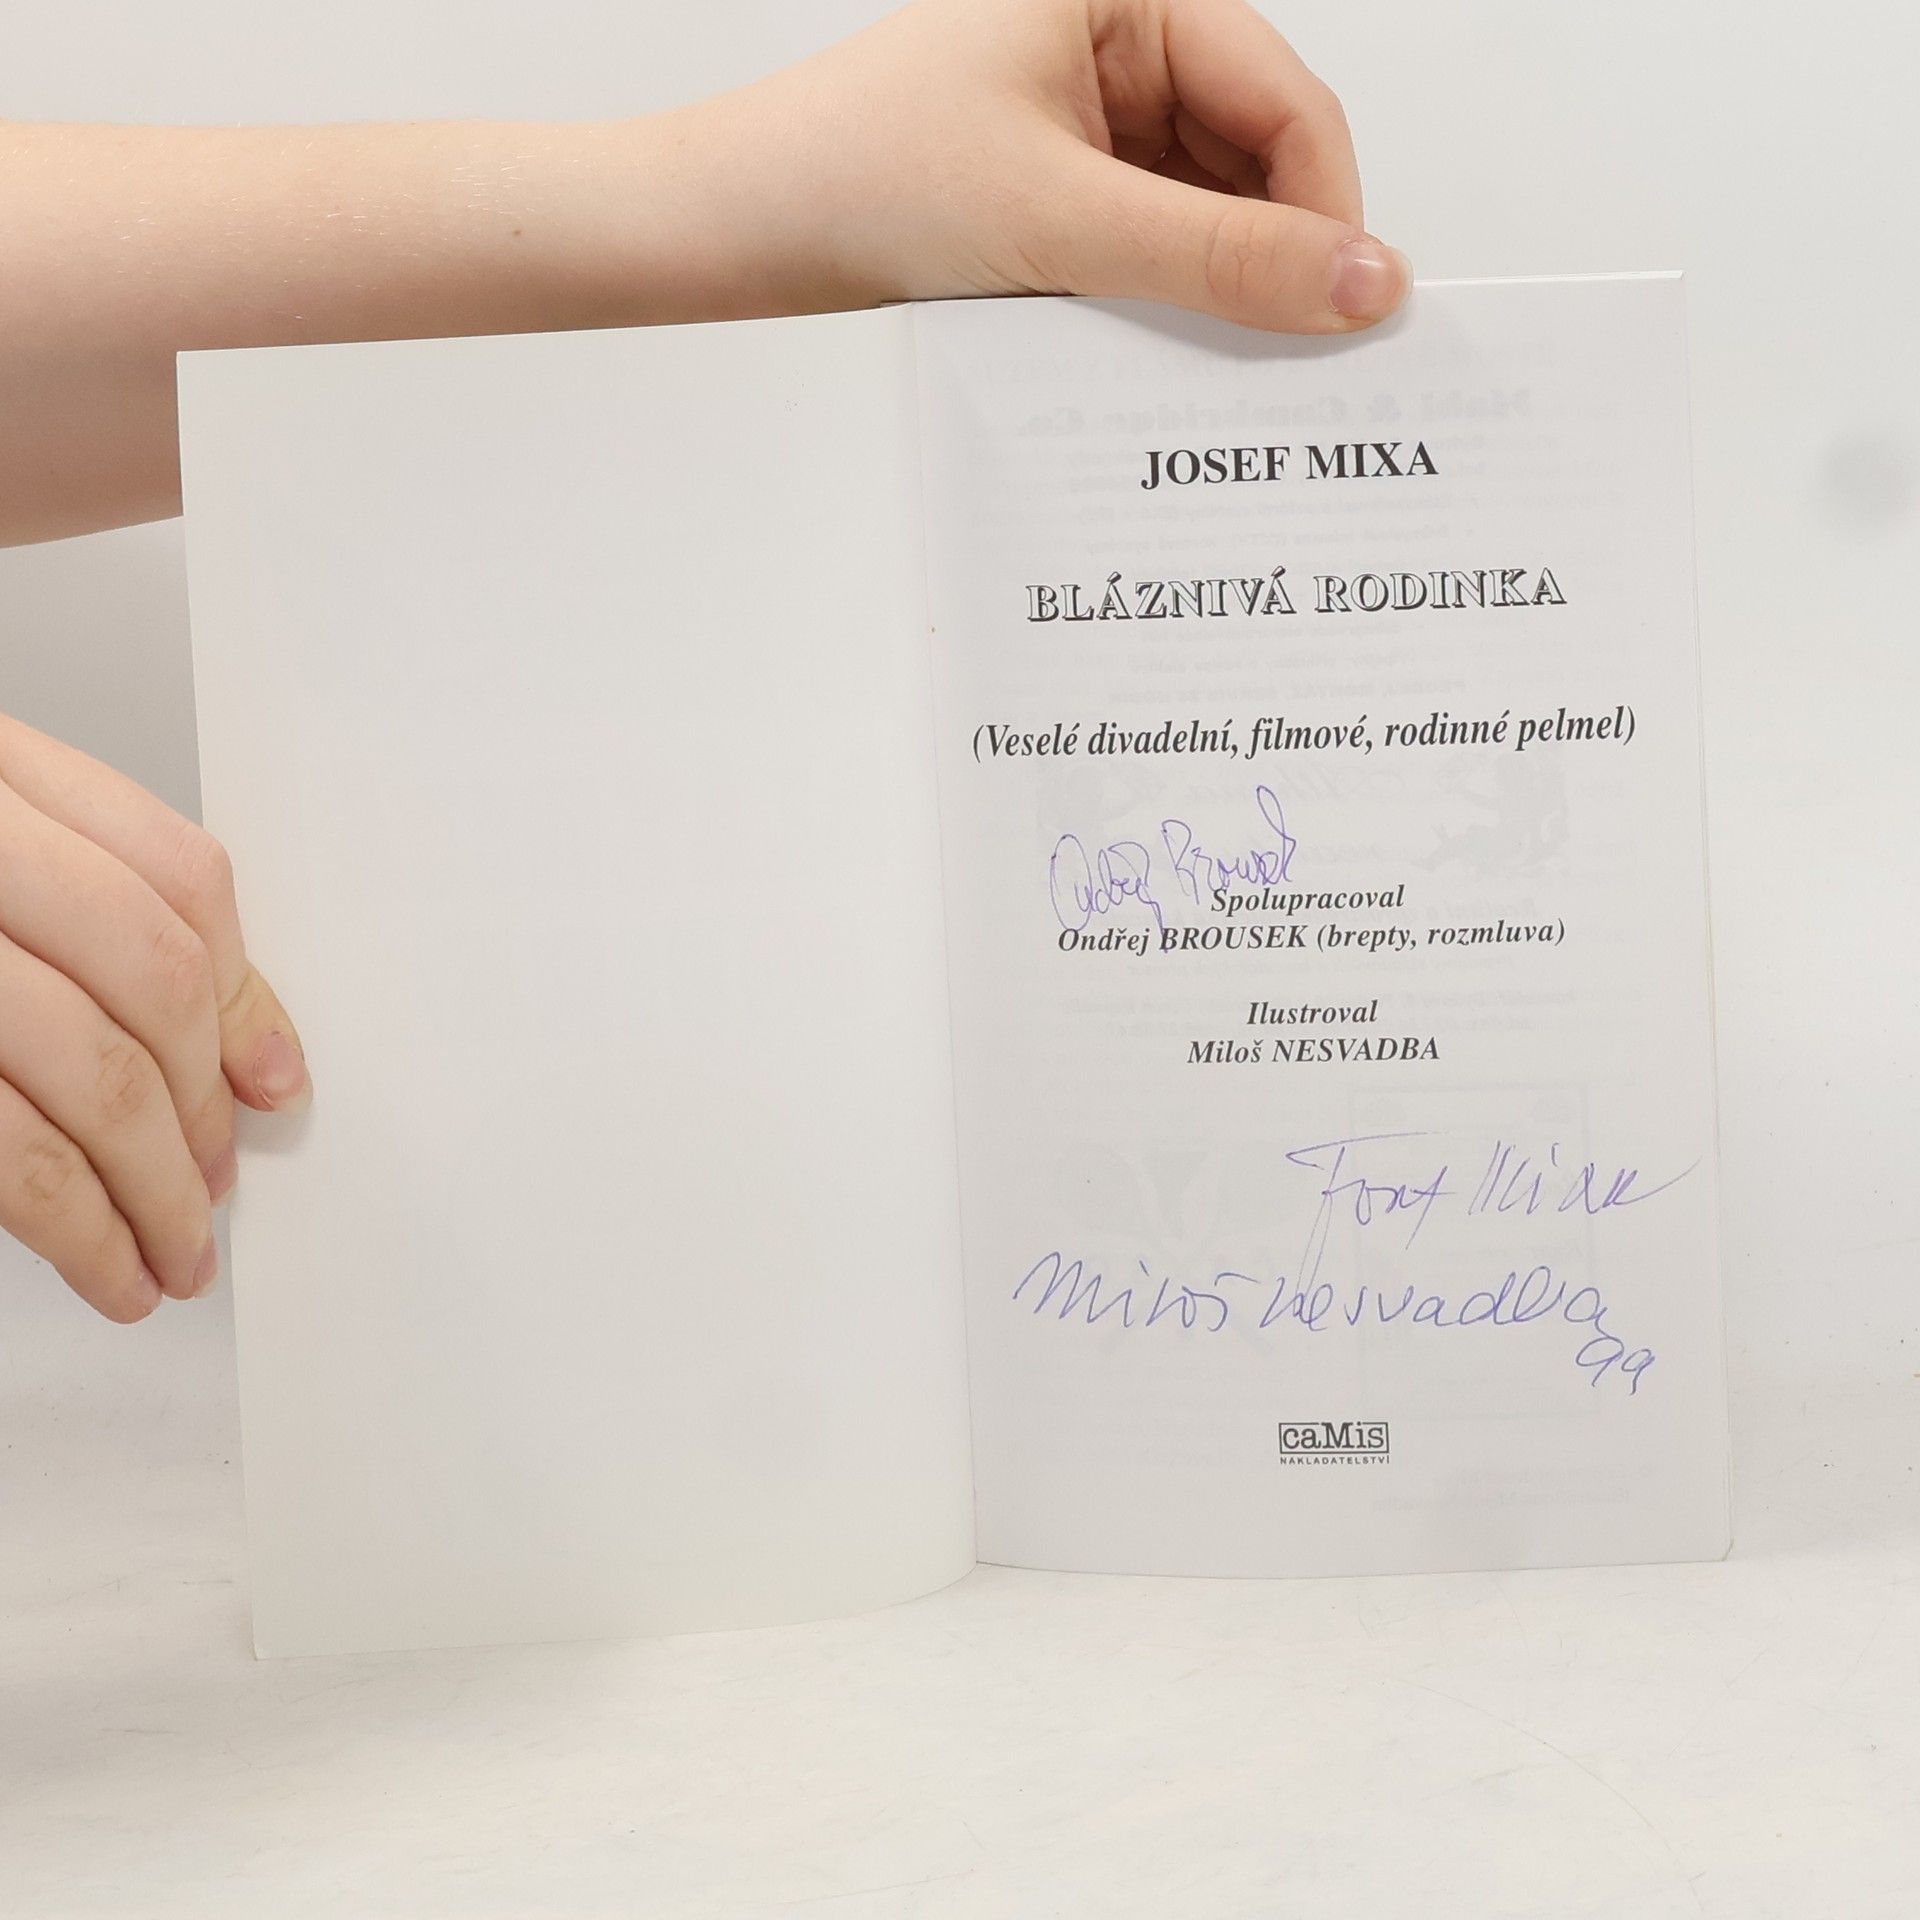 JOSEF MIXA
BLÁZNIVÁ RODINKA
(Veselé divadelní, filmové, rodinné pelmel)
Ondřej Brousek
Spolupracoval
Ondřej BROUSEK (brepty, rozmluva)
Ilustroval
Miloš NESVADBA
Josef Mixa
Miloš Nesvadba
99
caMis
NAKLADATELSTVÍ